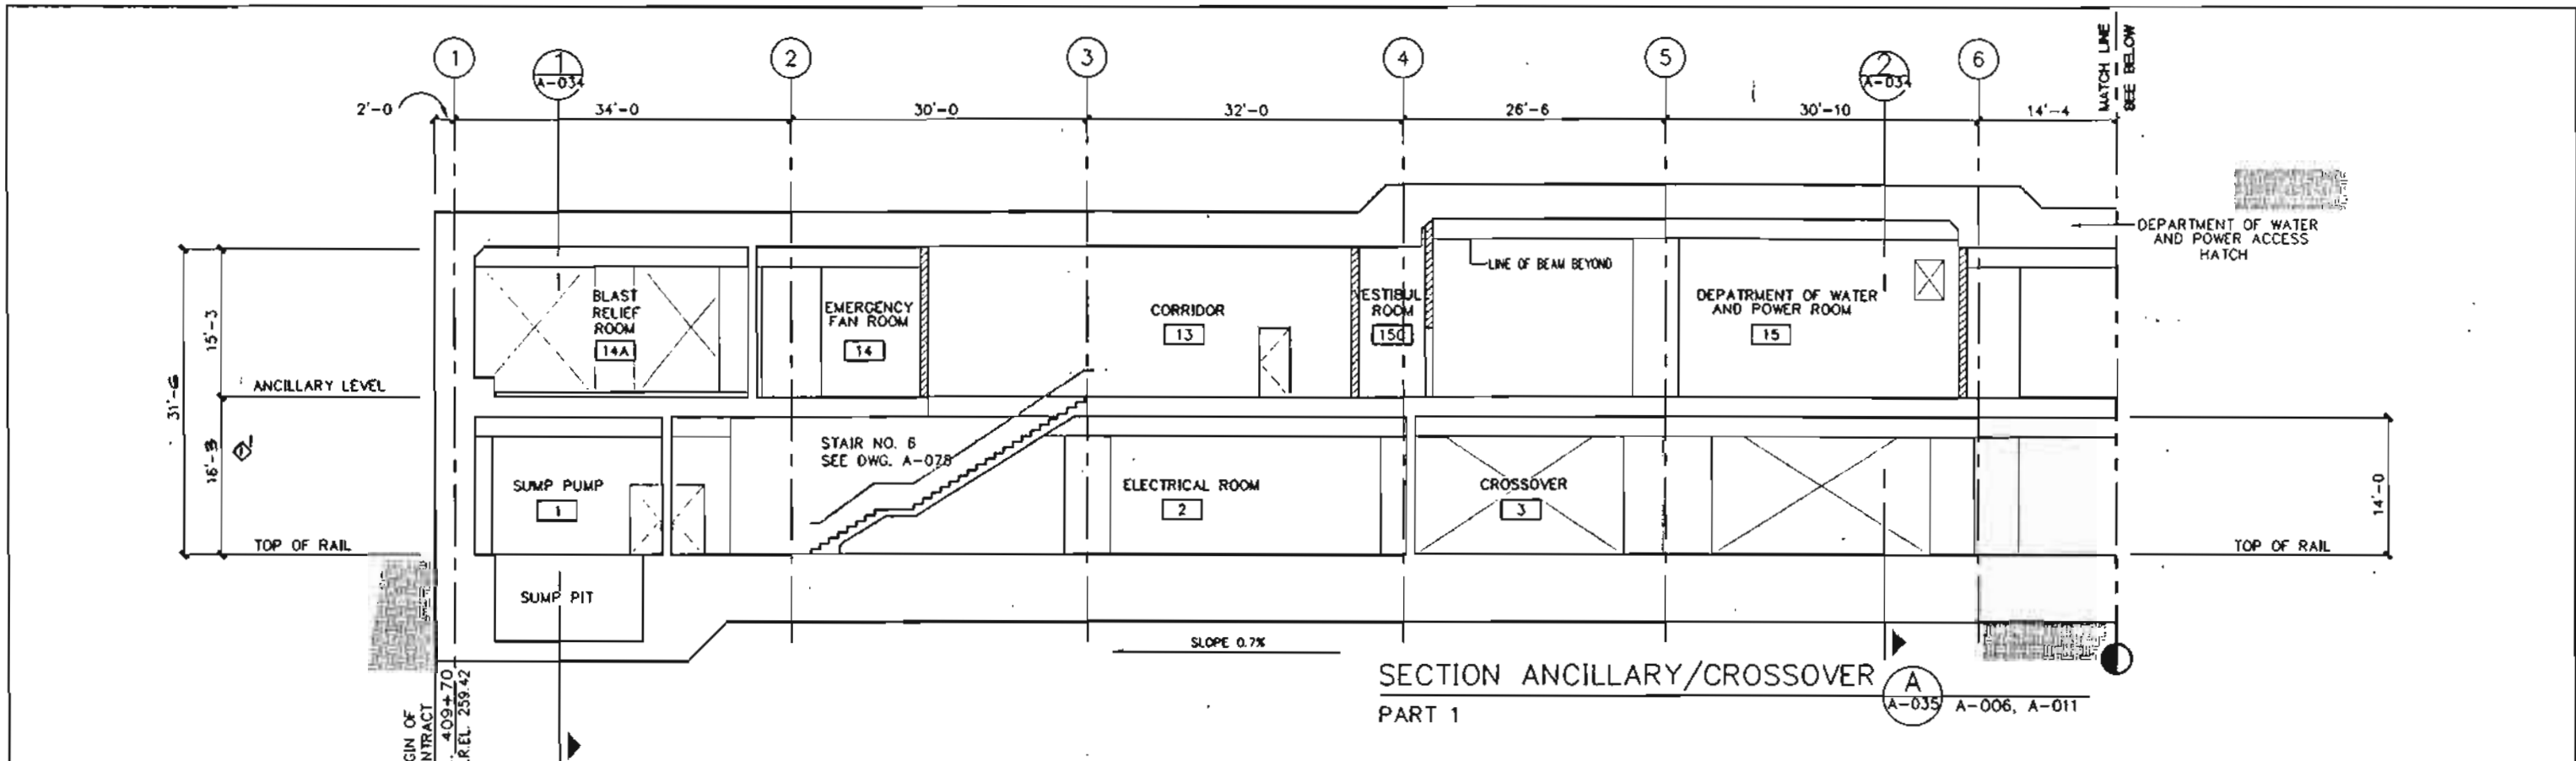 1
1
A-034
2
3
4
5
2
A-034
6
MATCH LINE
SEE BELOW
2'-0
34'-0
30'-0
32'-0
26'-6
30'-10
14'-4
DEPARTMENT OF WATER
AND POWER ACCESS
HATCH
LINE OF BEAM BEYOND
1
BLAST
RELIEF
ROOM
14A
EMERGENCY
FAN ROOM
14
CORRIDOR
13
VESTIBUL
ROOM
DEPATRMENT OF WATER
AND POWER ROOM
15
15'-3
31'-6
ANCILLARY LEVEL
STAIR NO. 6
SEE DWG. A-028
SUMP PUMP
1
ELECTRICAL ROOM
2
CROSSOVER
3
14'-0
TOP OF RAIL
TOP OF RAIL
SUMP PIT
SLOPE 0.7%
SECTION ANCILLARY/CROSSOVER
PART 1
A
A-035
A-006, A-011
GIN OF
NTRACT
409+70
.R.EL. 259.42